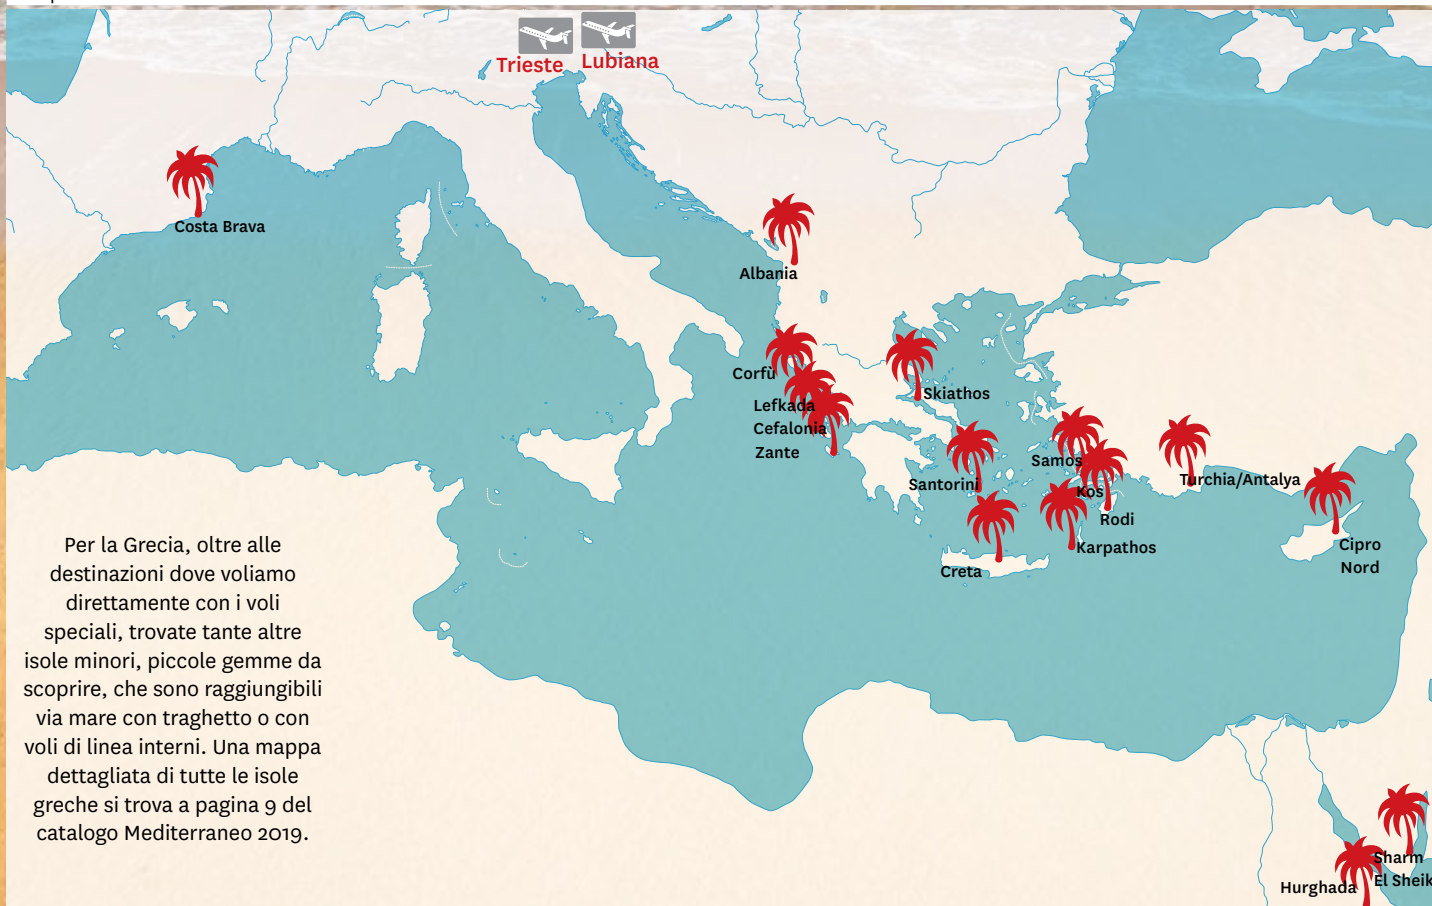 Trieste
Lubiana
Costa Brava
Albania
Corfù
Lefkada
Cefalonia
Zante
Skiathos
Santorini
Samos
Kos
Rodi
Karpathos
Creta
Turchia/Antalya
Cipro
Nord
Per la Grecia, oltre alle
destinazioni dove voliamo
direttamente con i voli
speciali, trovate tante altre
isole minori, piccole gemme da
scoprire, che sono raggiungibili
via mare con traghetto o con
voli di linea interni. Una mappa
dettagliata di tutte le isole
greche si trova a pagina 9 del
catalogo Mediterraneo 2019.
Sharm
El Sheik
Hurghada